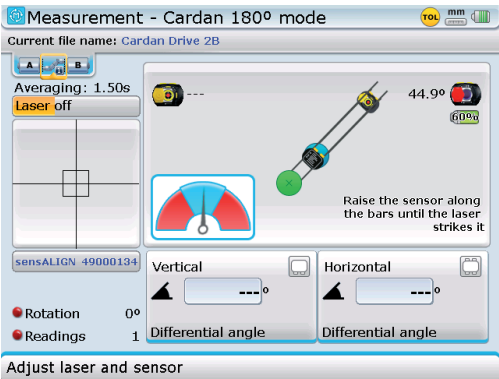 Measurement - Cardan 180º mode
TOL mm
Current file name: Cardan Drive 2B
A B
Averaging: 1.50s
Laser off
---
44.9º
60%
Raise the sensor along
the bars until the laser
strikes it
sensALIGN 49000134
Vertical
Horizontal
---º
---º
Differential angle
Differential angle
Rotation 0º
Readings 1
Adjust laser and sensor